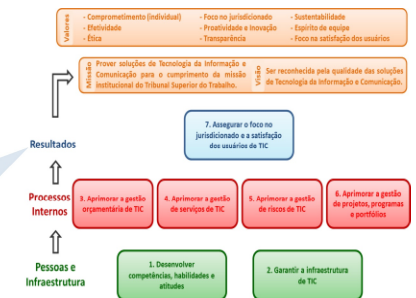 Valores
- Comprometimento (individual)
- Efetividade
- Ética
- Foco no jurisdicionado
- Proatividade e Inovação
- Transparência
- Sustentabilidade
- Espírito de equipe
- Foco na satisfação dos usuários
Missão
Prover soluções de Tecnologia da Informação e
Comunicação para o cumprimento da missão
institucional do Tribunal Superior do Trabalho.
Visão
Ser reconhecida pela qualidade das soluções
de Tecnologia da Informação e Comunicação.
Resultados
7. Assegurar o foco no
jurisdicionado e a satisfação
dos usuários de TIC
Processos
Internos
3. Aprimorar a gestão
orçamentária de TIC
4. Aprimorar a gestão
de serviços de TIC
5. Aprimorar a gestão
de riscos de TIC
6. Aprimorar a gestão
de projetos, programas
e portfólios
Pessoas e
Infraestrutura
1. Desenvolver
competências, habilidades e
atitudes
2. Garantir a infraestrutura
de TIC